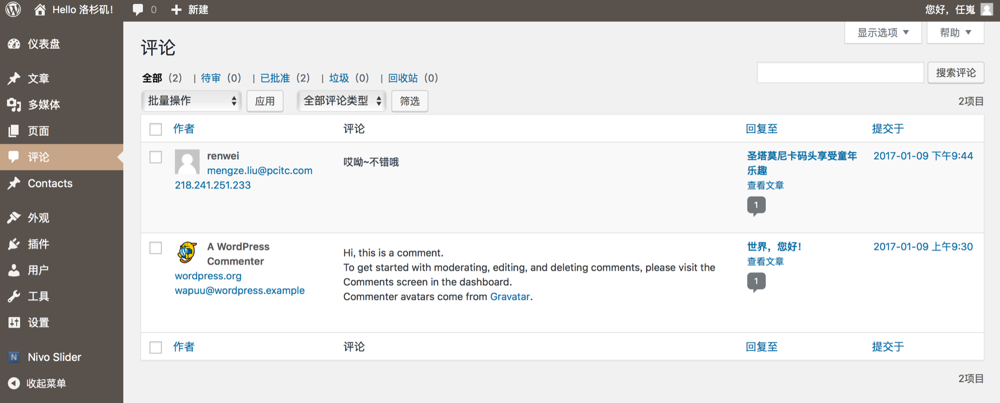 Hello 洛杉矶！ 0 新建 您好，任嵬
仪表盘
文章
多媒体
页面
评论
Contacts
外观
插件
用户
工具
设置
Nivo Slider
收起菜单
显示选项 帮助
评论
全部（2） | 待审（0） | 已批准（2） | 垃圾（0） | 回收站（0）
搜索评论
批量操作 应用 全部评论类型 筛选
2项目
作者 评论 回复至 提交于
renwei
mengze.liu@pcitc.com
218.241.251.233
哎呦~不错哦
圣塔莫尼卡码头享受童年
乐趣
查看文章
1
2017-01-09 下午9:44
A WordPress
Commenter
wordpress.org
wapuu@wordpress.example
Hi, this is a comment.
To get started with moderating, editing, and deleting comments, please visit the
Comments screen in the dashboard.
Commenter avatars come from Gravatar.
世界，您好！
查看文章
1
2017-01-09 上午9:30
作者 评论 回复至 提交于
2项目